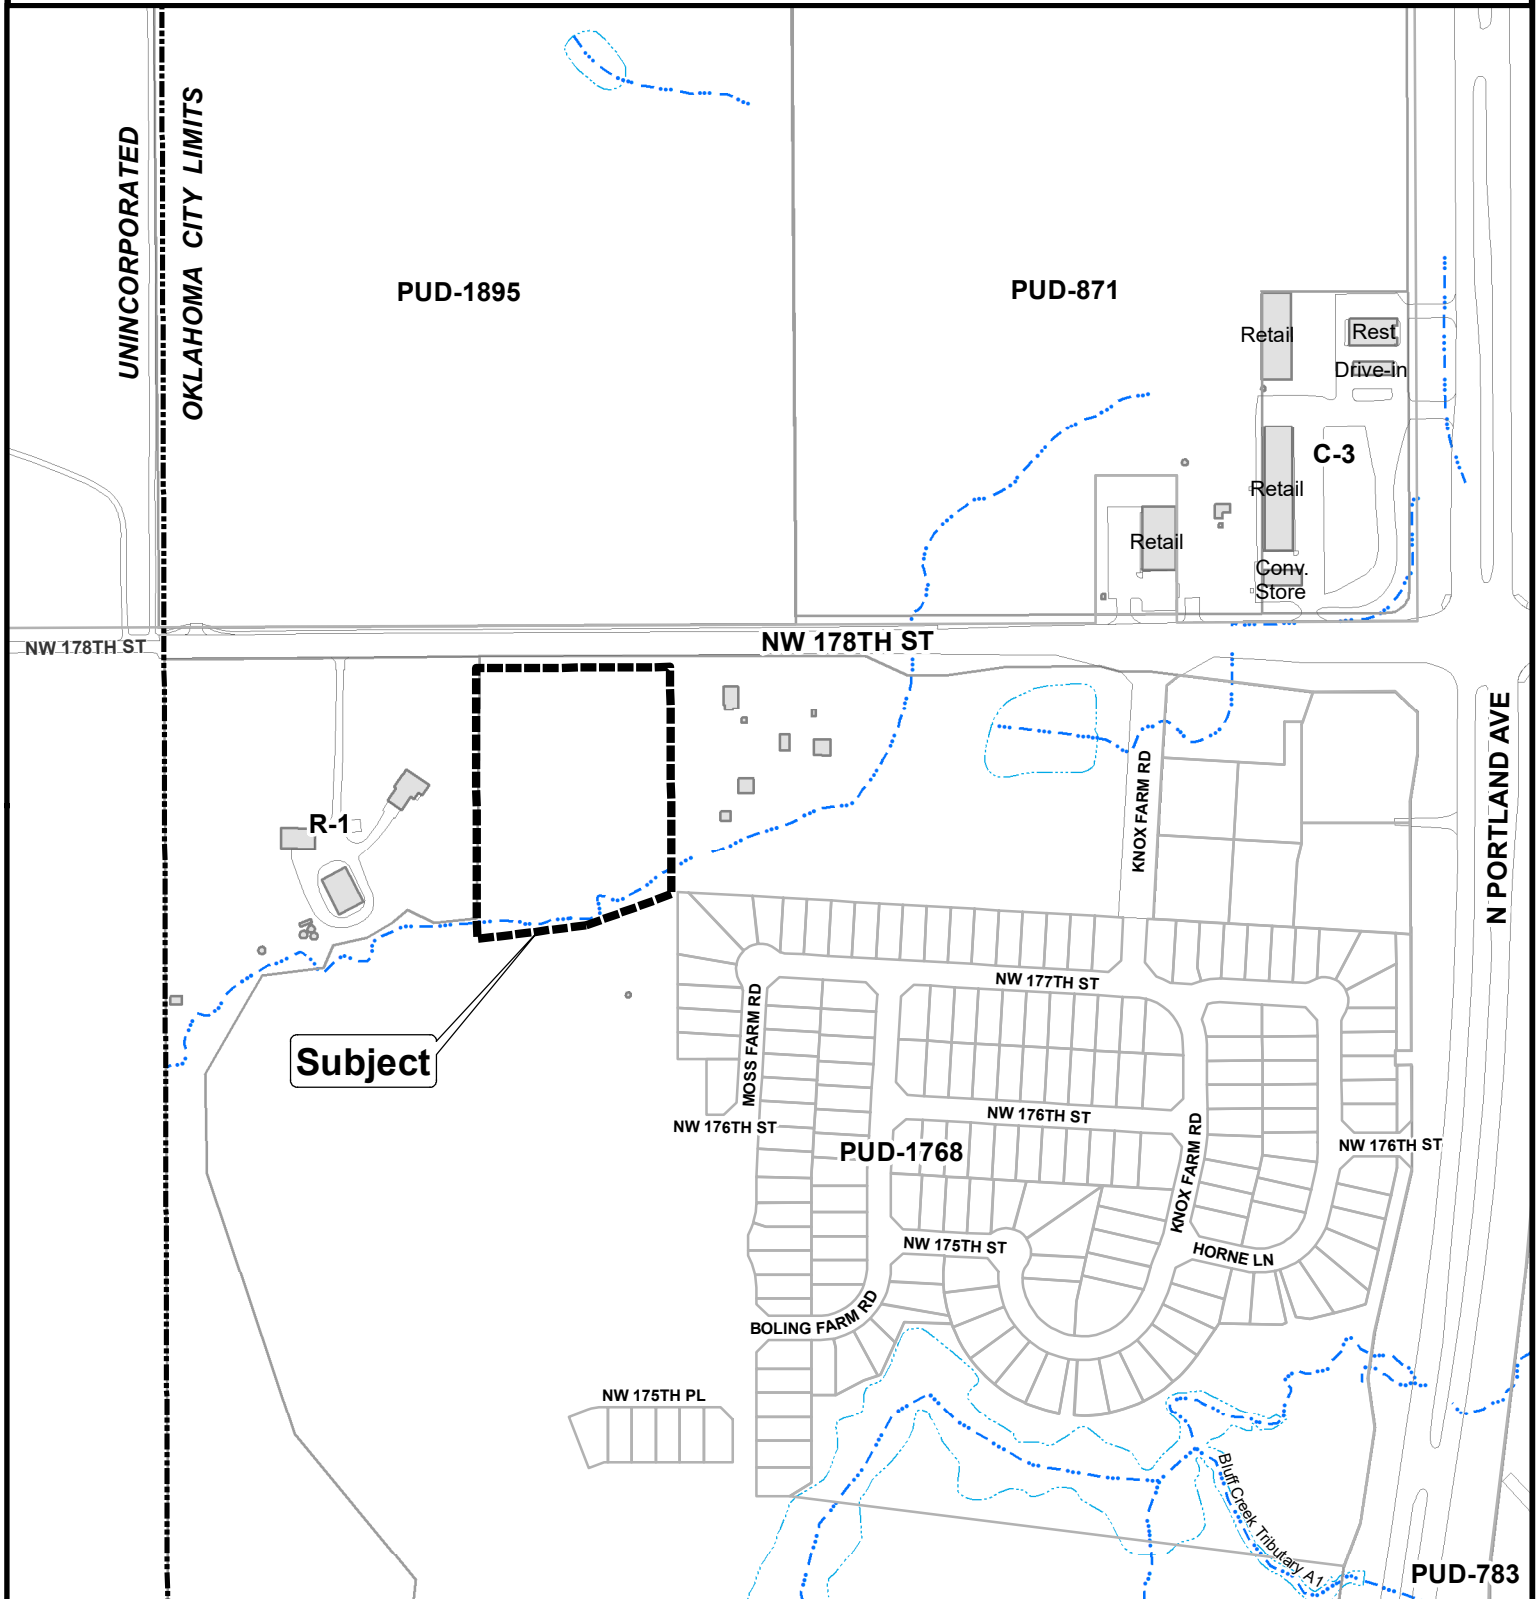 UNINCORPORATED
OKLAHOMA CITY LIMITS
PUD-1895
PUD-871
Retail
Rest
Drive-in
C-3
Retail
Retail
Conv.
Store
NW 178TH ST
NW 178TH ST
N PORTLAND AVE
KNOX FARM RD
R-1
NW 177TH ST
MOSS FARM RD
Subject
NW 176TH ST
NW 176TH ST
NW 176TH ST
PUD-1768
KNOX FARM RD
NW 175TH ST
HORNE LN
BOLING FARM RD
NW 175TH PL
Bluff Creek Tributary A1
PUD-783